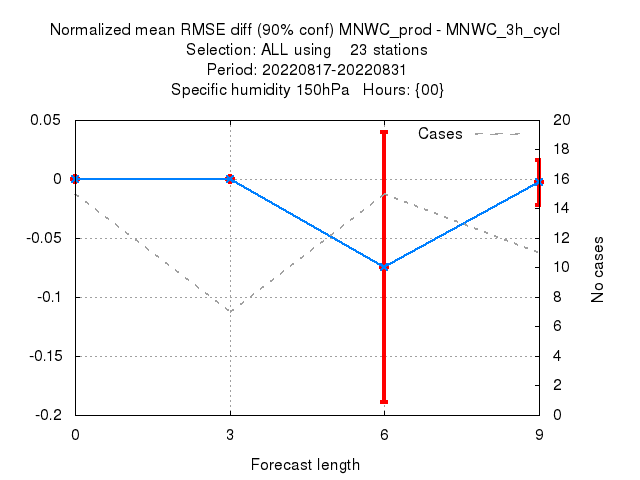 Normalized mean RMSE diff (90% conf) MNWC_prod - MNWC_3h_cycl
Selection: ALL using    23 stations
Period: 20220817-20220831
Specific humidity 150hPa   Hours: {00}
0.05
0
-0.05
-0.1
-0.15
-0.2
Cases
20
18
16
14
12
10
8
6
4
2
0
No cases
0 3 6 9
Forecast length